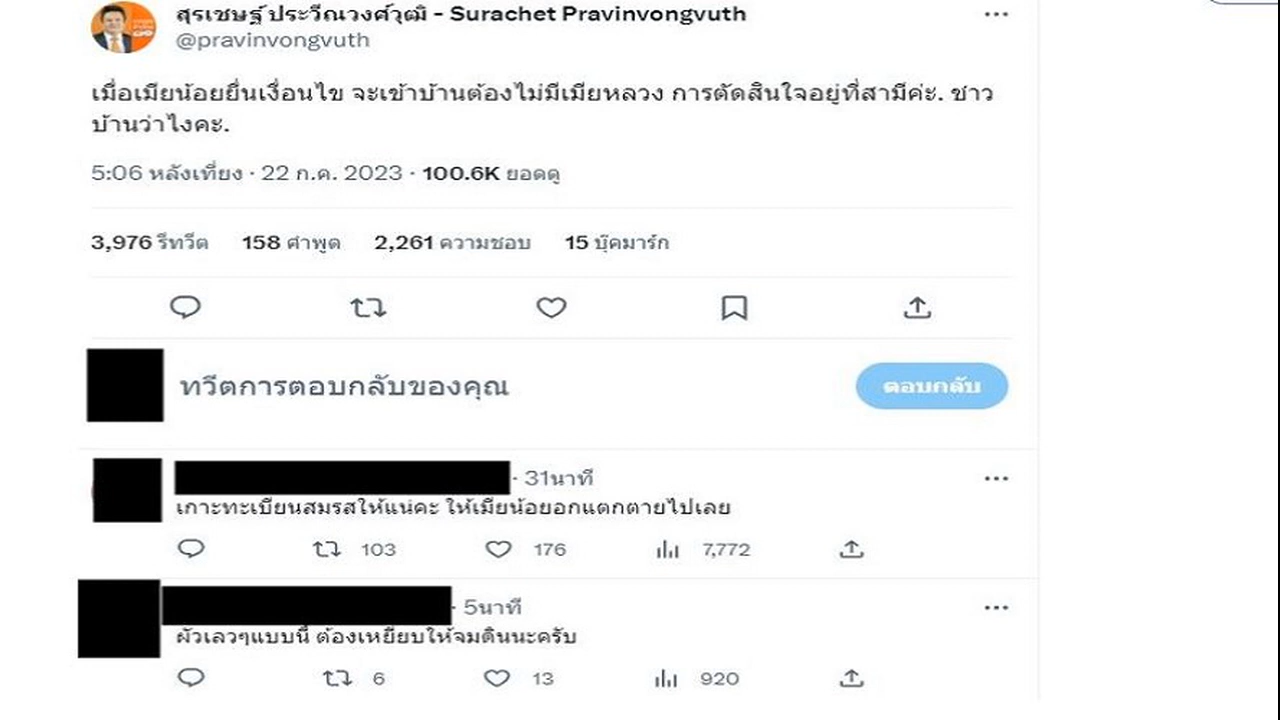 สุรเชษฐ์ ประวีณวงศ์วุฒิ - Surachet Pravinvongvuth
@pravinvongvuth
เมื่อเมียน้อยยื่นเงื่อนไข จะเข้าบ้านต้องไม่มีเมียหลวง การตัดสินใจอยู่ที่สามีค่ะ. ชาว
บ้านว่าไงคะ.
5:06 หลังเที่ยง · 22 ก.ค. 2023 · 100.6K ยอดดู
3,976 รีทวีต 158 คำพูด 2,261 ความชอบ 15 บุ๊คมาร์ก
ทวีตการตอบกลับของคุณ ตอบกลับ
· 31นาที
เกาะทะเบียนสมรสให้แน่คะ ให้เมียน้อยอกแตกตายไปเลย
103 176 7,772
· 5นาที
ผัวเลวๆแบบนี้ ต้องเหยียบให้จมดินนะครับ
6 13 920